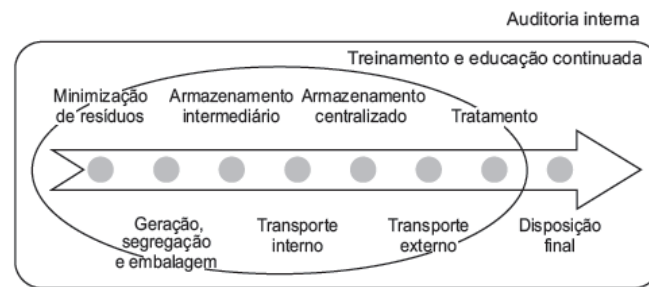 Auditoria interna
Treinamento e educação continuada
Minimização
de resíduos
Armazenamento
intermediário
Armazenamento
centralizado
Tratamento
Geração,
segregação
e embalagem
Transporte
interno
Transporte
externo
Disposição
final